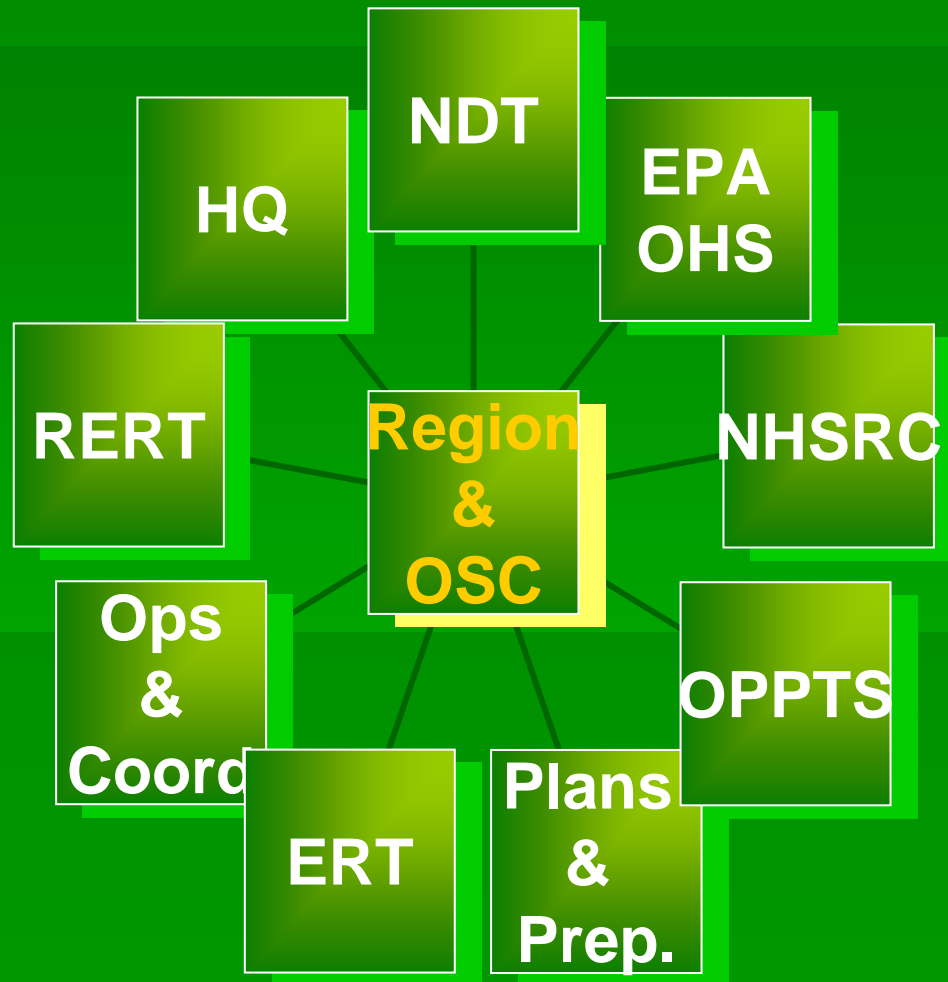 NDT
HQ
EPA
OHS
RERT
Region
&
OSC
NHSRC
Ops
&
Coord
OPPTS
ERT
Plans
&
Prep.